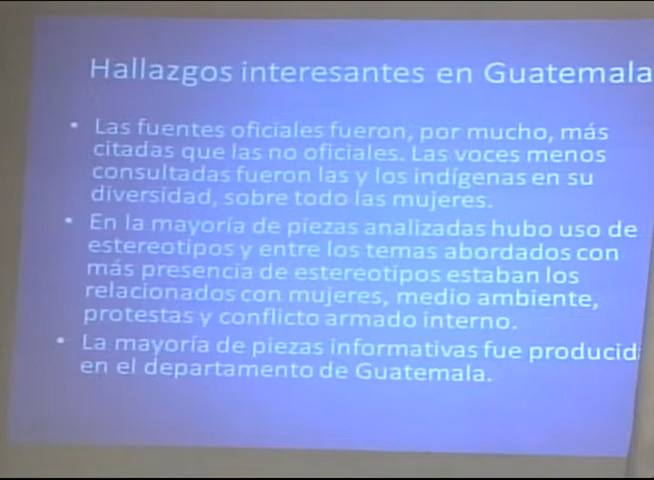 Hallazgos interesantes en Guatemala
• Las fuentes oficiales fueron, por mucho, más
citadas que las no oficiales. Las voces menos
consultadas fueron las y los indígenas en su
diversidad, sobre todo las mujeres.
• En la mayoría de piezas analizadas hubo uso de
estereotipos y entre los temas abordados con
más presencia de estereotipos estaban los
relacionados con mujeres, medio ambiente,
protestas y conflicto armado interno.
• La mayoría de piezas informativas fue producid
en el departamento de Guatemala.